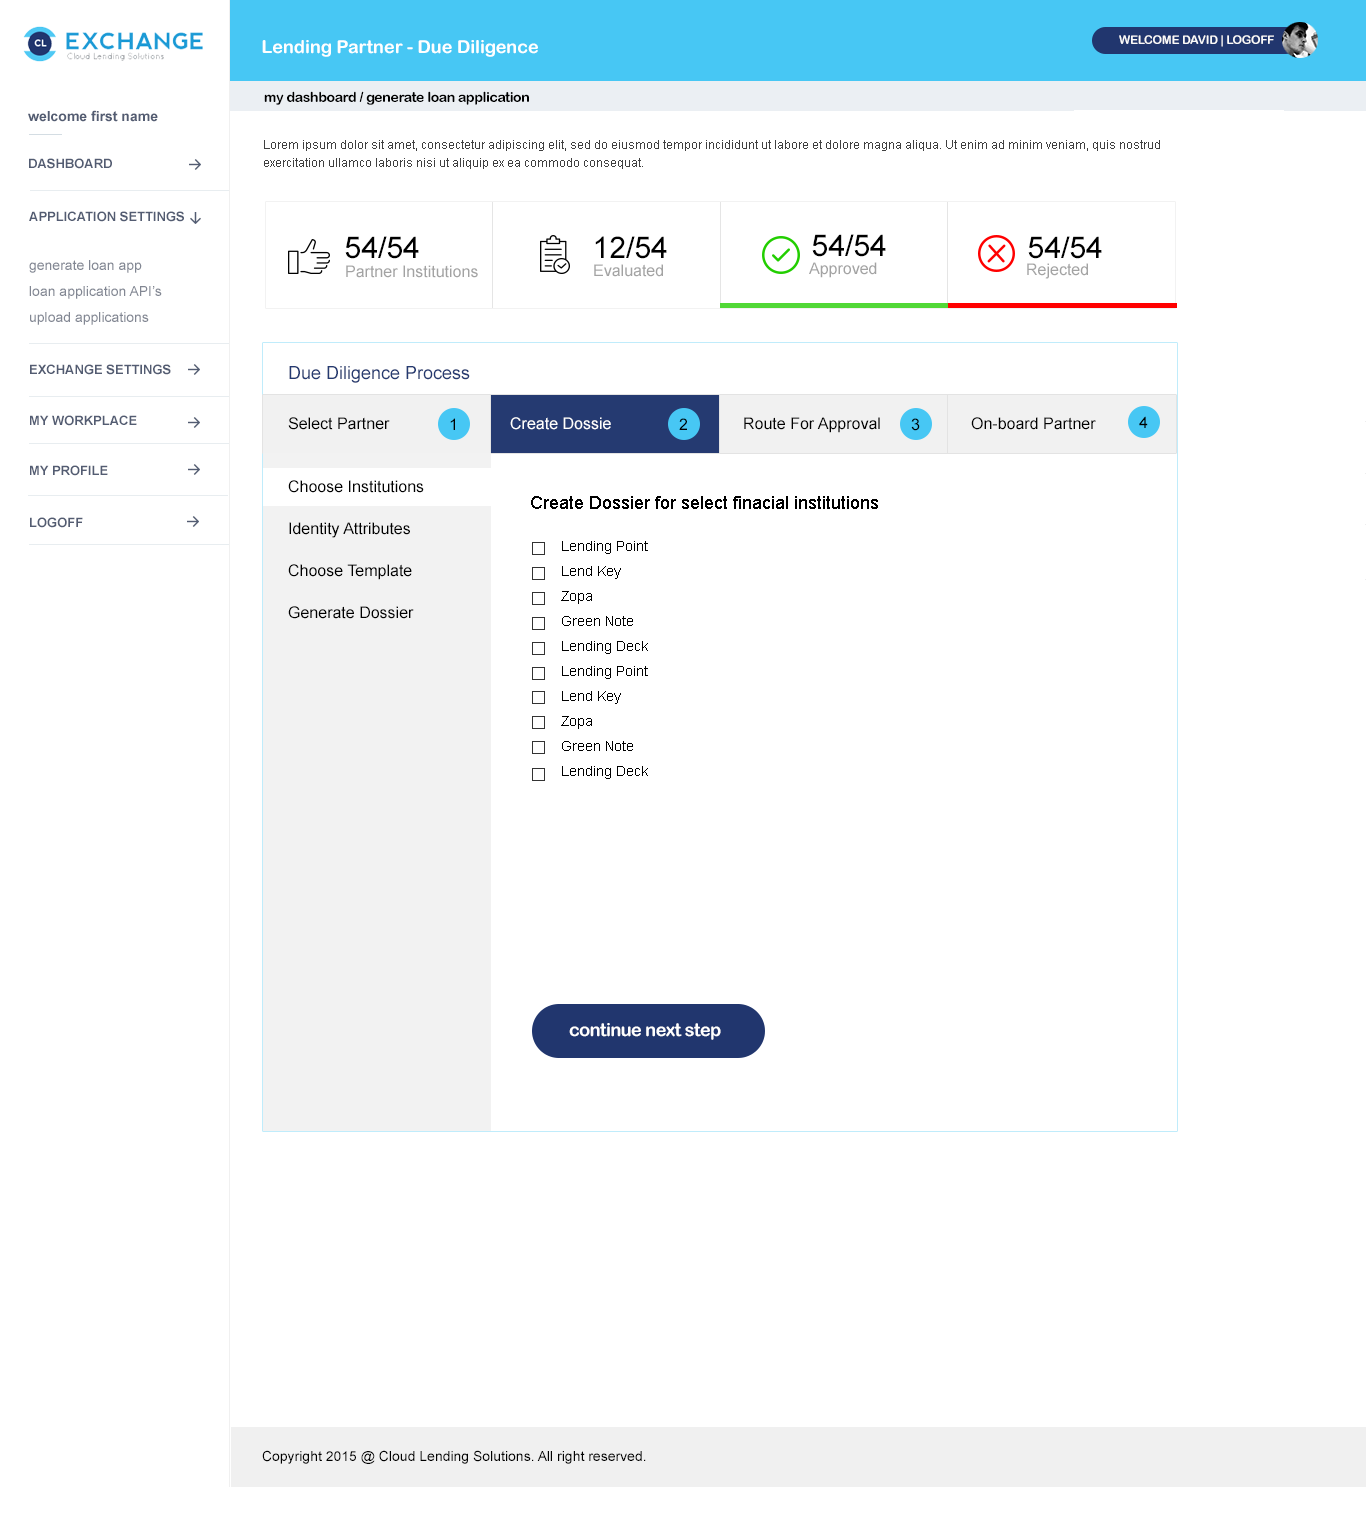 CL EXCHANGE
Cloud Lending Solutions
Lending Partner - Due Diligence
WELCOME DAVID | LOGOFF
my dashboard / generate loan application
welcome first name
DASHBOARD
APPLICATION SETTINGS
generate loan app
loan application API's
upload applications
EXCHANGE SETTINGS
MY WORKPLACE
MY PROFILE
LOGOFF
Lorem ipsum dolor sit amet, consectetur adipiscing elit, sed do eiusmod tempor incididunt ut labore et dolore magna aliqua. Ut enim ad minim veniam, quis nostrud
exercitation ullamco laboris nisi ut aliquip ex ea commodo consequat.
54/54
Partner Institutions
12/54
Evaluated
54/54
Approved
54/54
Rejected
Due Diligence Process
Select Partner 1
Create Dossie 2
Route For Approval 3
On-board Partner 4
Choose Institutions
Identity Attributes
Choose Template
Generate Dossier
Create Dossier for select finacial institutions
Lending Point
Lend Key
Zopa
Green Note
Lending Deck
Lending Point
Lend Key
Zopa
Green Note
Lending Deck
continue next step
Copyright 2015 @ Cloud Lending Solutions. All right reserved.